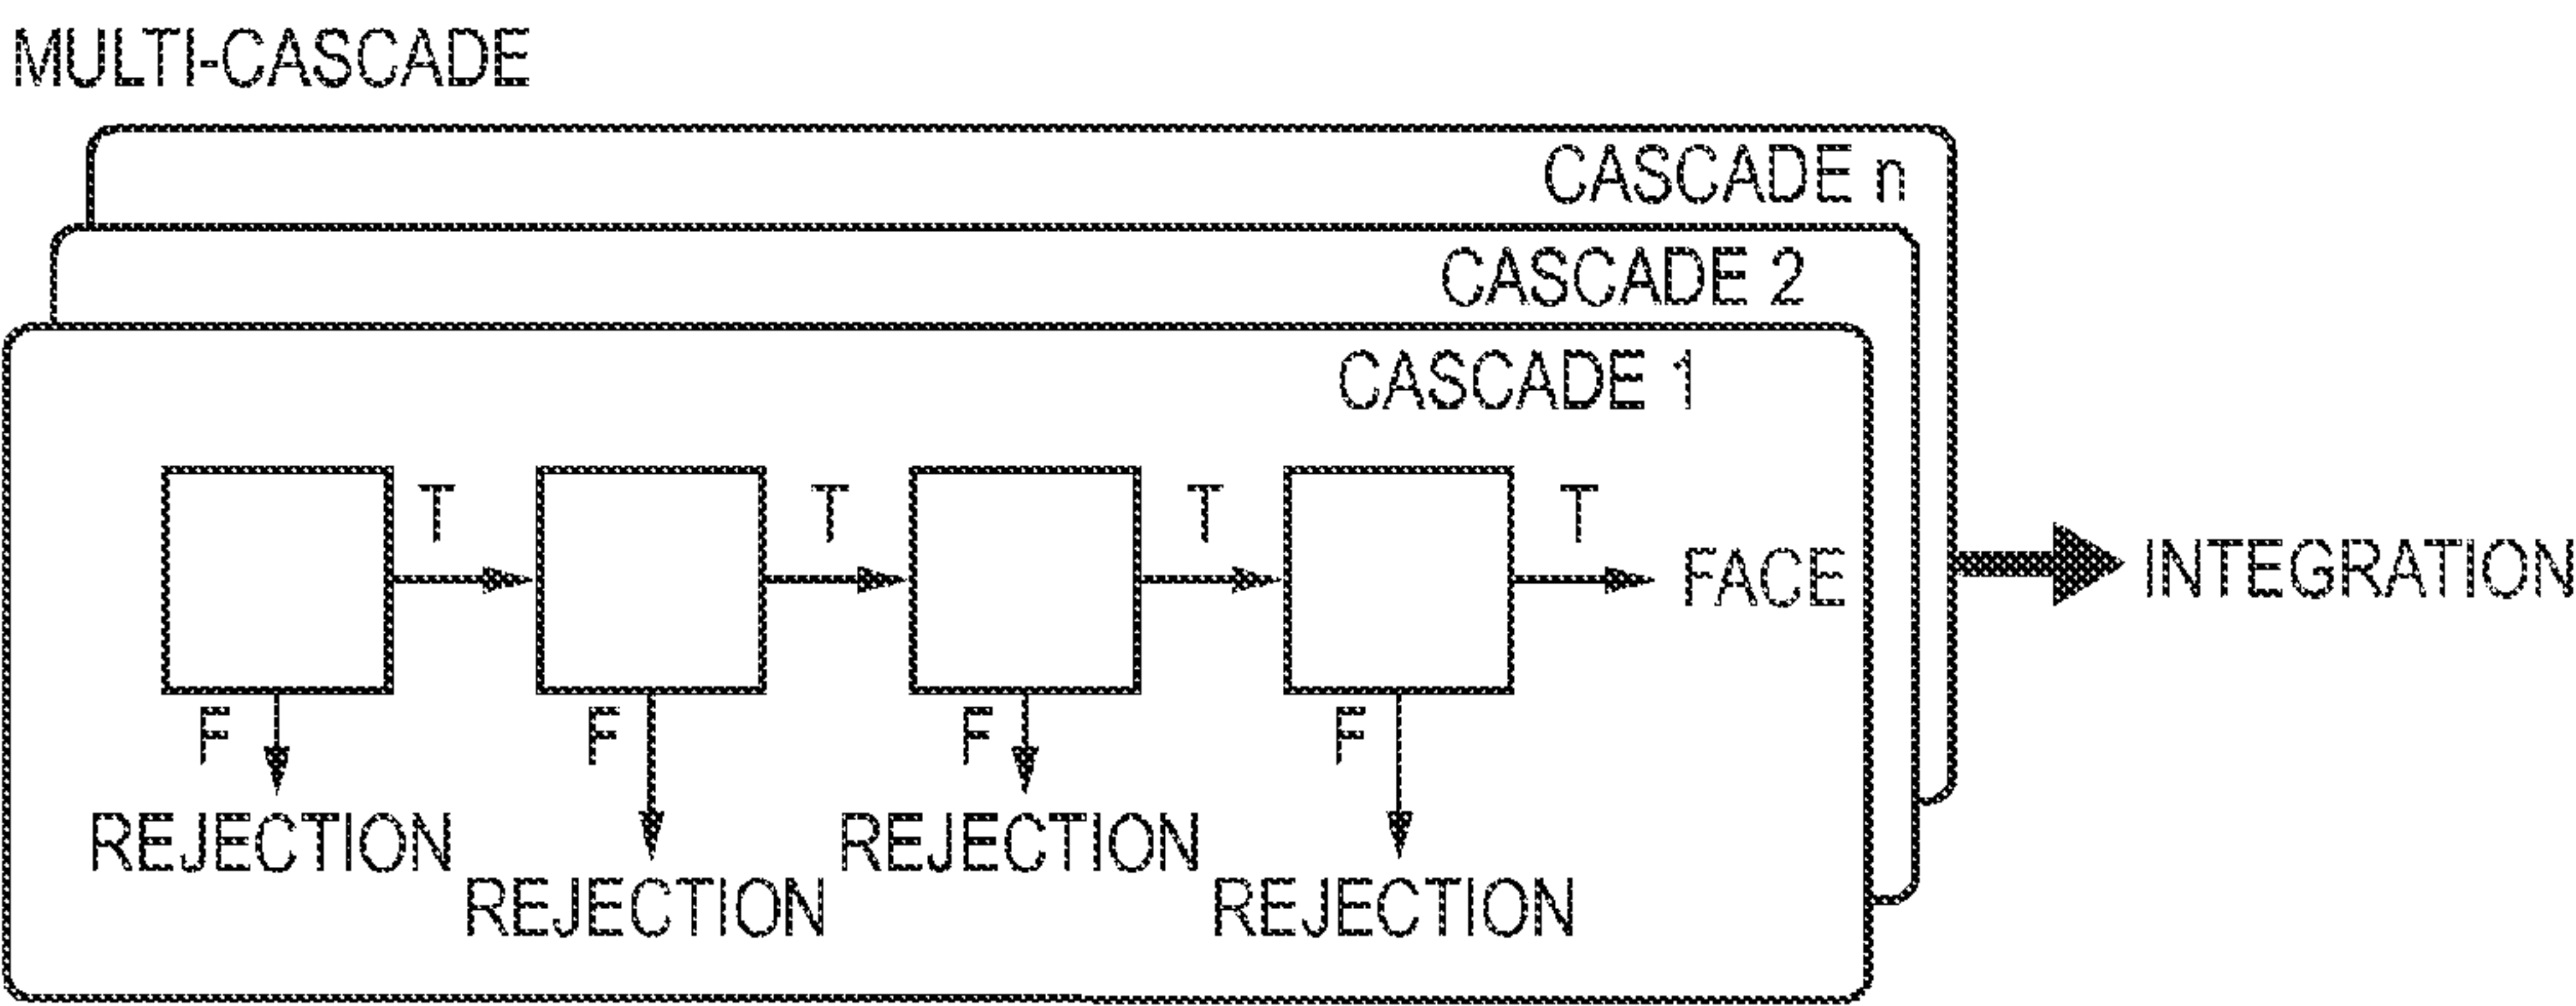 MULTI-CASCADE
CASCADE n
CASCADE 2
CASCADE 1
T T T T
FACE
INTEGRATION
F F F F
REJECTION REJECTION
REJECTION REJECTION